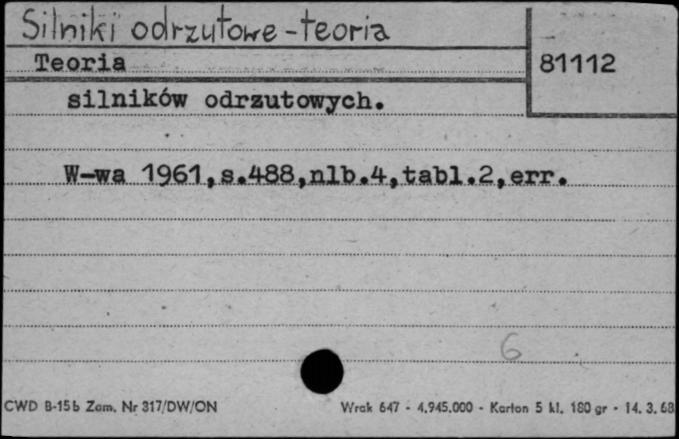 Silniki odrzutowe - teoria
Teoria
81112
silników odrzutowych.
W-wa 1961,s.488,nlb.4,tabl.2,err.
6
CWD B-15b Zam. Nr 317/DW/ON
Wrak 647 - 4.945.000 - Karton 5 kl. 180 gr - 14. 3. 68